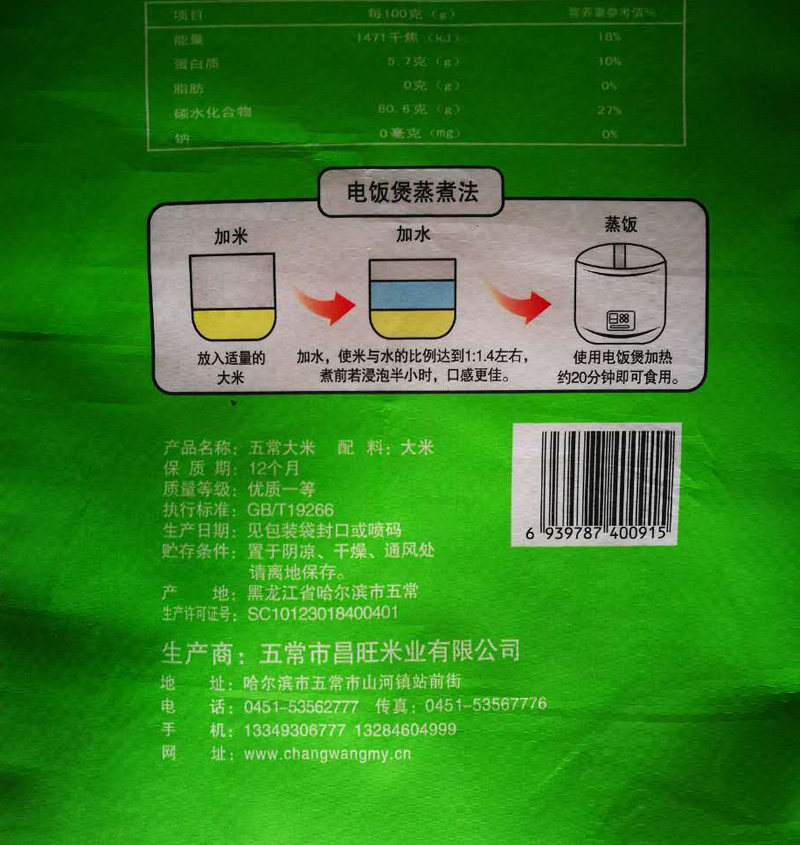 项目 每100克（g） 营养素参考值%
能量 1471千焦（kJ） 18%
蛋白质 5.7克（g） 10%
脂肪 0克（g） 0%
碳水化合物 80.6克（g） 27%
钠 0毫克（mg） 0%
电饭煲蒸煮法
加米 加水 蒸饭
放入适量的
大米
加水，使米与水的比例达到1:1.4左右，
煮前若浸泡半小时，口感更佳。
使用电饭煲加热
约20分钟即可食用。
产品名称：五常大米 配 料：大米
保 质 期：12个月
质量等级：优质一等
执行标准：GB/T19266
生产日期：见包装袋封口或喷码
贮存条件：置于阴凉、干燥、通风处
请离地保存。
产 地：黑龙江省哈尔滨市五常
生产许可证号：SC10123018400401
6 939787 400915
生产商：五常市昌旺米业有限公司
地 址：哈尔滨市五常市山河镇站前街
电 话：0451-53562777 传真：0451-53567776
手 机：13349306777 13284604999
网 址：www.changwangmy.cn